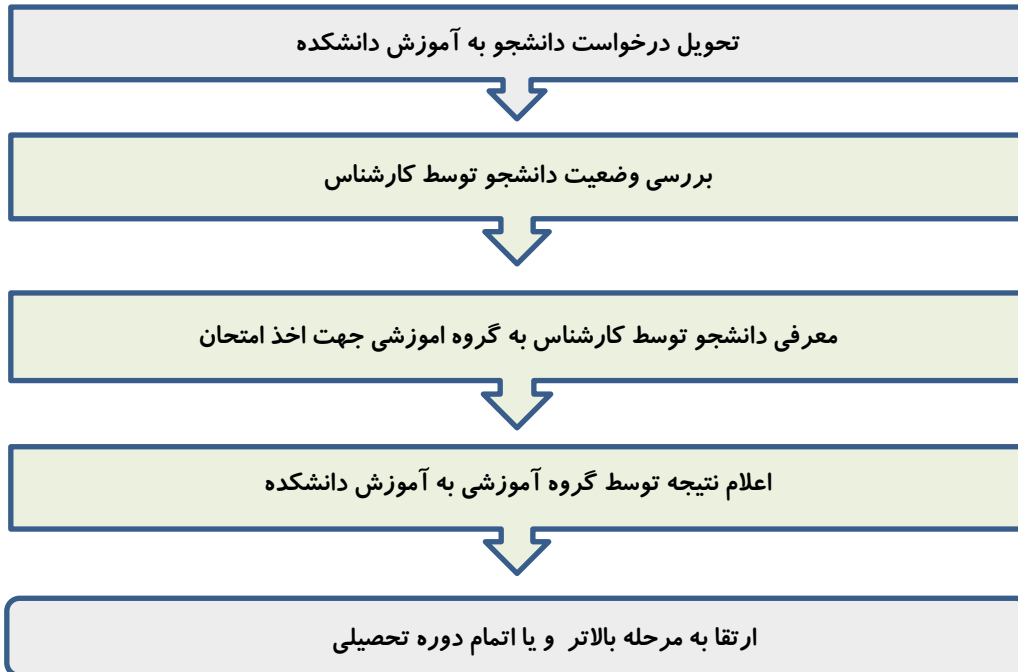 تحویل درخواست دانشجو به آموزش دانشکده
بررسی وضعیت دانشجو توسط کارشناس
معرفی دانشجو توسط کارشناس به گروه اموزشی جهت اخذ امتحان
اعلام نتیجه توسط گروه آموزشی به آموزش دانشکده
ارتقا به مرحله بالاتر و یا اتمام دوره تحصیلی